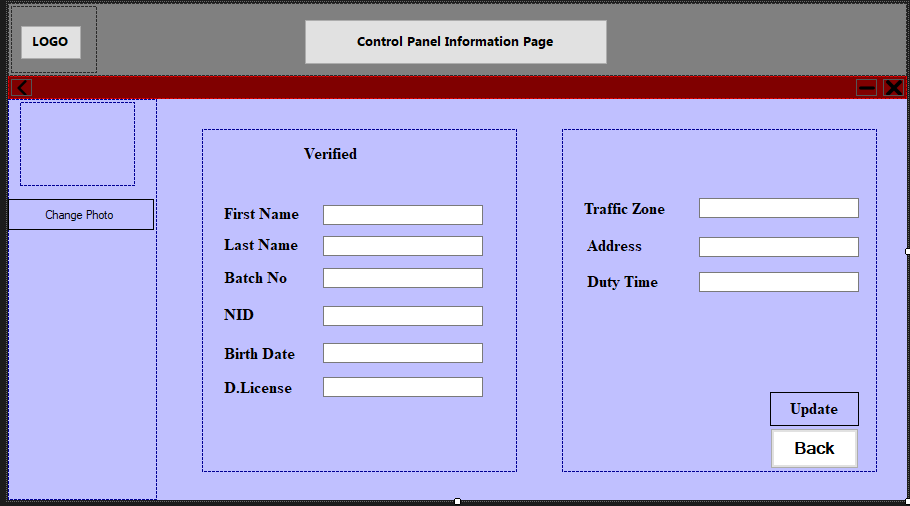 LOGO
Control Panel Information Page
Change Photo
Verified
First Name
Last Name
Batch No
NID
Birth Date
D.License
Traffic Zone
Address
Duty Time
Update
Back